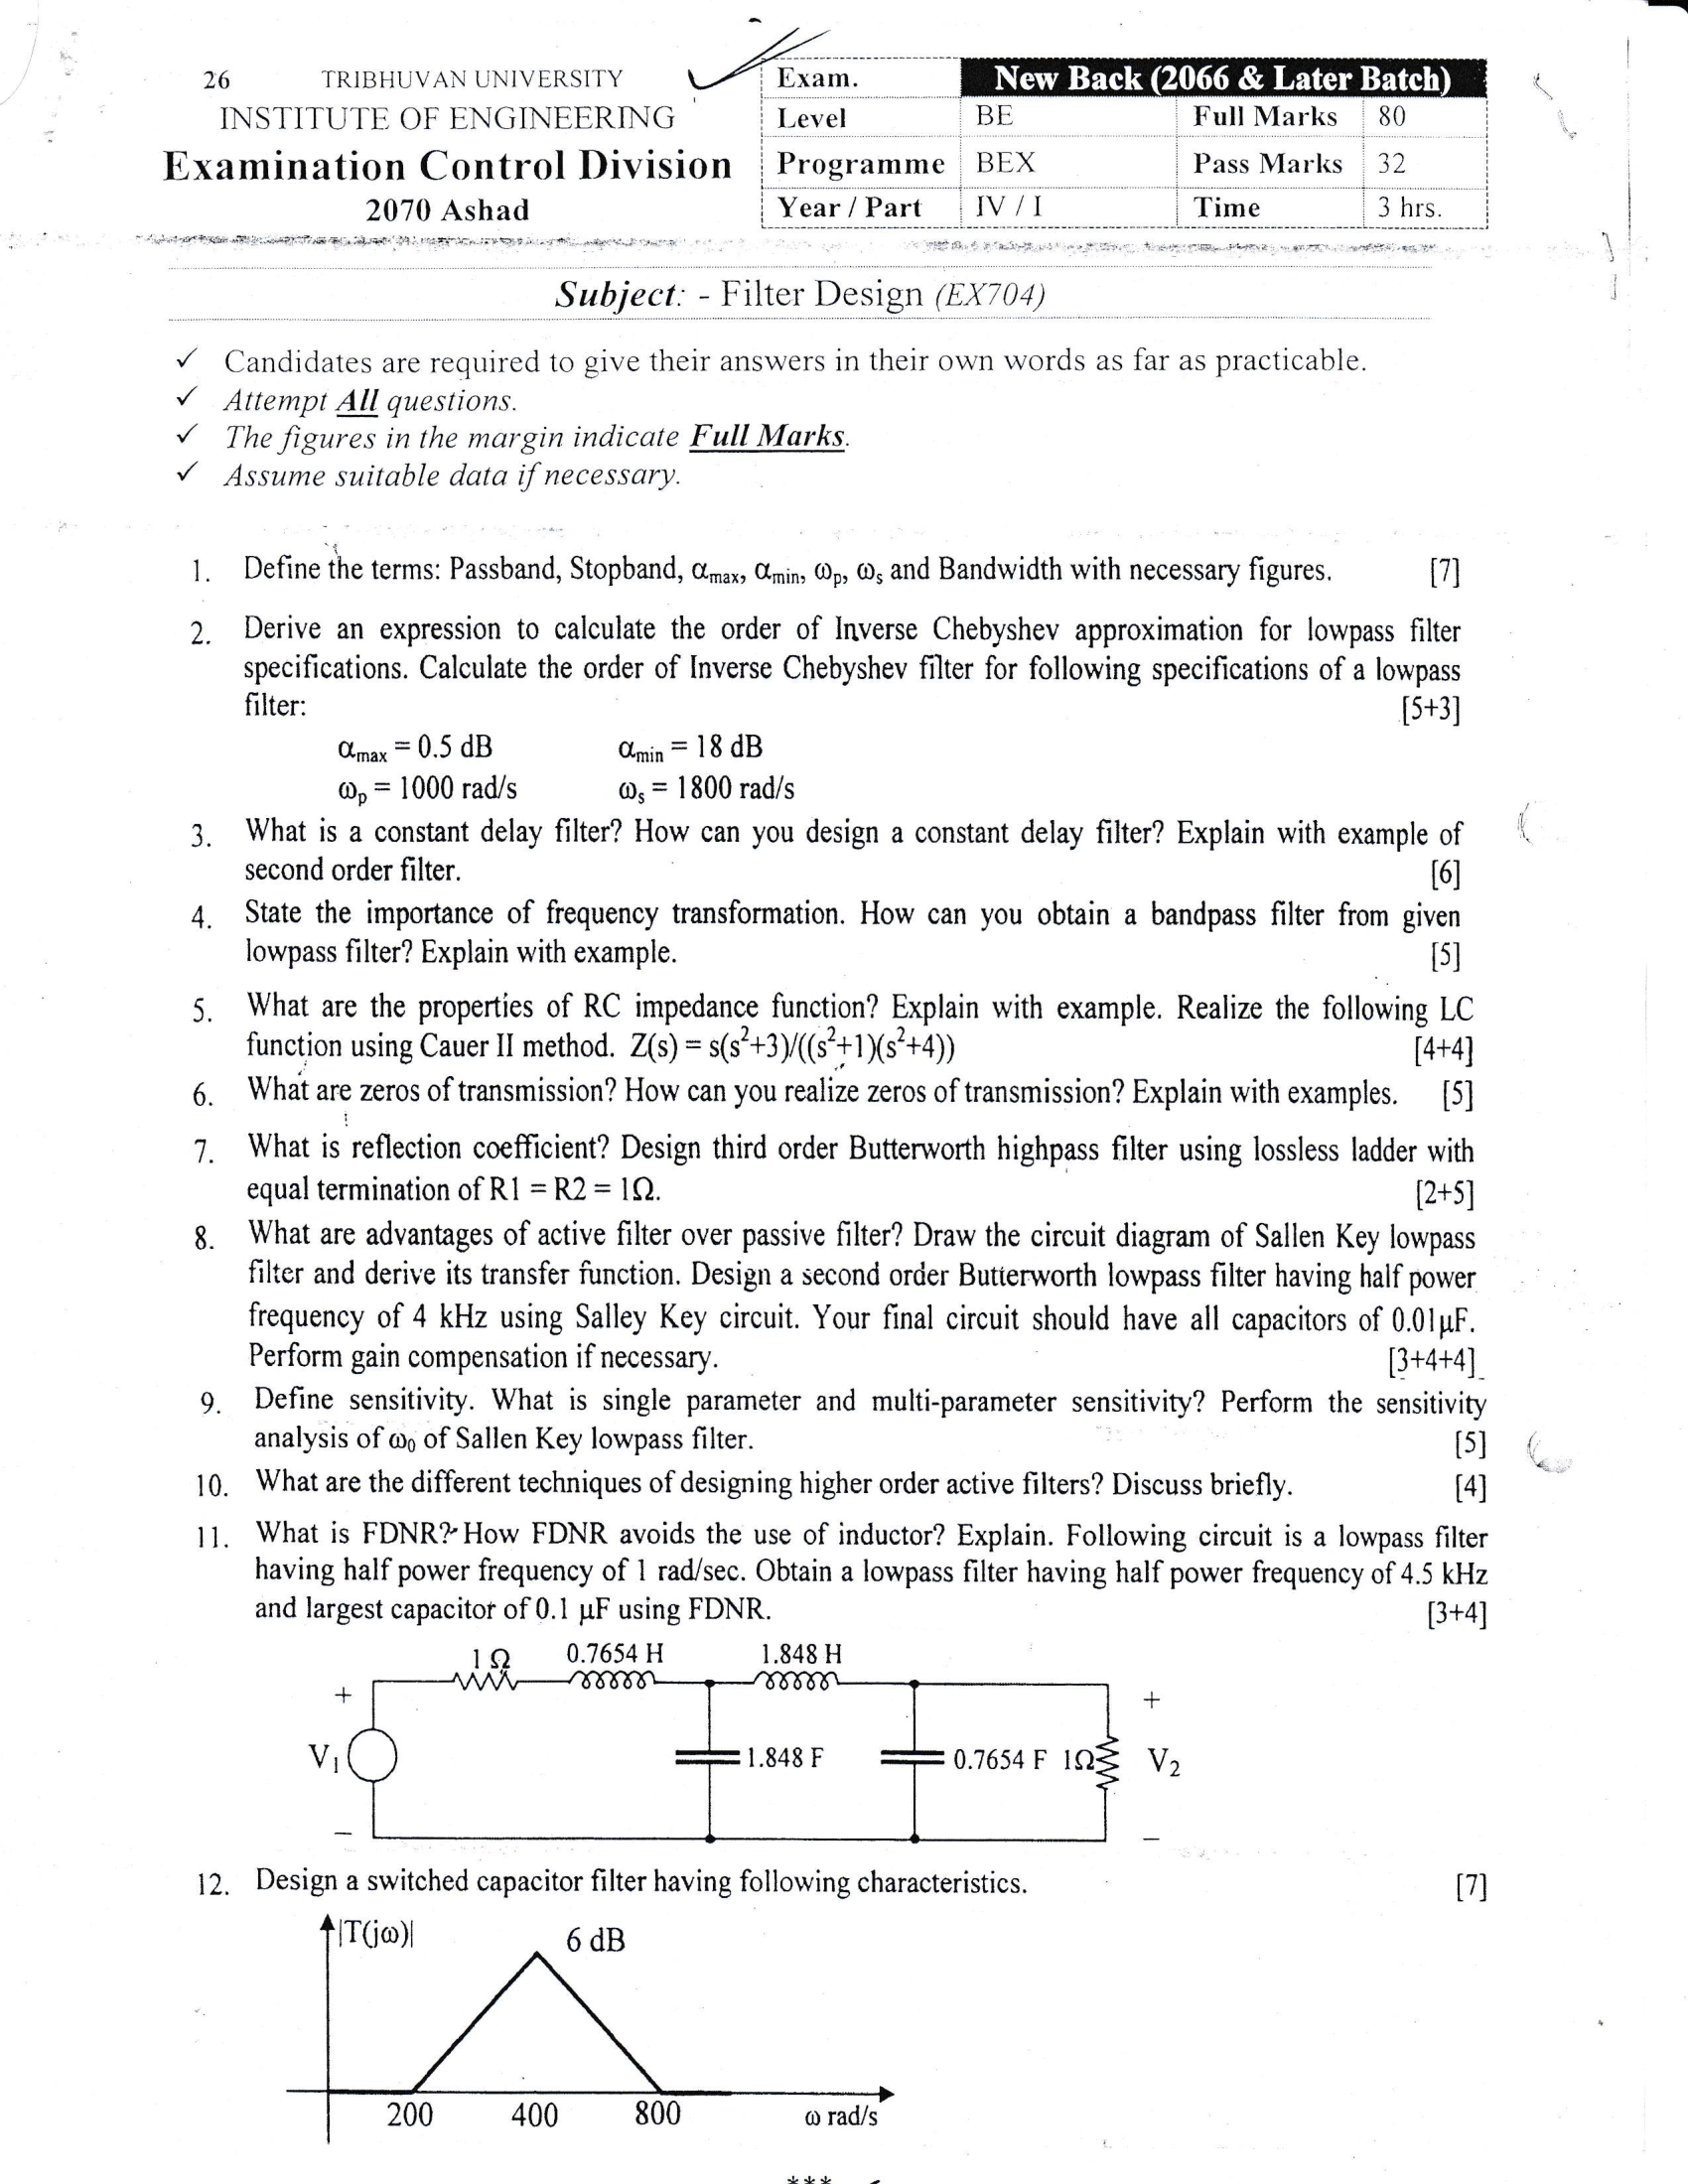 26 TRIBHUVAN UNIVERSITY
INSTITUTE OF ENGINEERING
Examination Control Division
2070 Ashad
Exam. New Back (2066 & Later Batch)
Level BE Full Marks 80
Programme BEX Pass Marks 32
Year / Part IV / I Time 3 hrs.
Subject: - Filter Design (EX704)
✓ Candidates are required to give their answers in their own words as far as practicable.
✓ Attempt All questions.
✓ The figures in the margin indicate Full Marks.
✓ Assume suitable data if necessary.
1. Define the terms: Passband, Stopband, αmax, αmin, ωp, ωs and Bandwidth with necessary figures. [7]
2. Derive an expression to calculate the order of Inverse Chebyshev approximation for lowpass filter
specifications. Calculate the order of Inverse Chebyshev filter for following specifications of a lowpass
filter: [5+3]
αmax = 0.5 dB αmin = 18 dB
ωp = 1000 rad/s ωs = 1800 rad/s
3. What is a constant delay filter? How can you design a constant delay filter? Explain with example of
second order filter. [6]
4. State the importance of frequency transformation. How can you obtain a bandpass filter from given
lowpass filter? Explain with example. [5]
5. What are the properties of RC impedance function? Explain with example. Realize the following LC
function using Cauer II method. Z(s) = s(s²+3)/((s²+1)(s²+4)) [4+4]
6. What are zeros of transmission? How can you realize zeros of transmission? Explain with examples. [5]
7. What is reflection coefficient? Design third order Butterworth highpass filter using lossless ladder with
equal termination of R1 = R2 = 1Ω. [2+5]
8. What are advantages of active filter over passive filter? Draw the circuit diagram of Sallen Key lowpass
filter and derive its transfer function. Design a second order Butterworth lowpass filter having half power
frequency of 4 kHz using Salley Key circuit. Your final circuit should have all capacitors of 0.01μF.
Perform gain compensation if necessary. [3+4+4]
9. Define sensitivity. What is single parameter and multi-parameter sensitivity? Perform the sensitivity
analysis of ω0 of Sallen Key lowpass filter. [5]
10. What are the different techniques of designing higher order active filters? Discuss briefly. [4]
11. What is FDNR? How FDNR avoids the use of inductor? Explain. Following circuit is a lowpass filter
having half power frequency of 1 rad/sec. Obtain a lowpass filter having half power frequency of 4.5 kHz
and largest capacitor of 0.1 μF using FDNR. [3+4]
1 Ω 0.7654 H 1.848 H
+ +
V1 1.848 F 0.7654 F 1Ω V2
− −
12. Design a switched capacitor filter having following characteristics. [7]
|T(jω)| 6 dB
200 400 800 ω rad/s
***